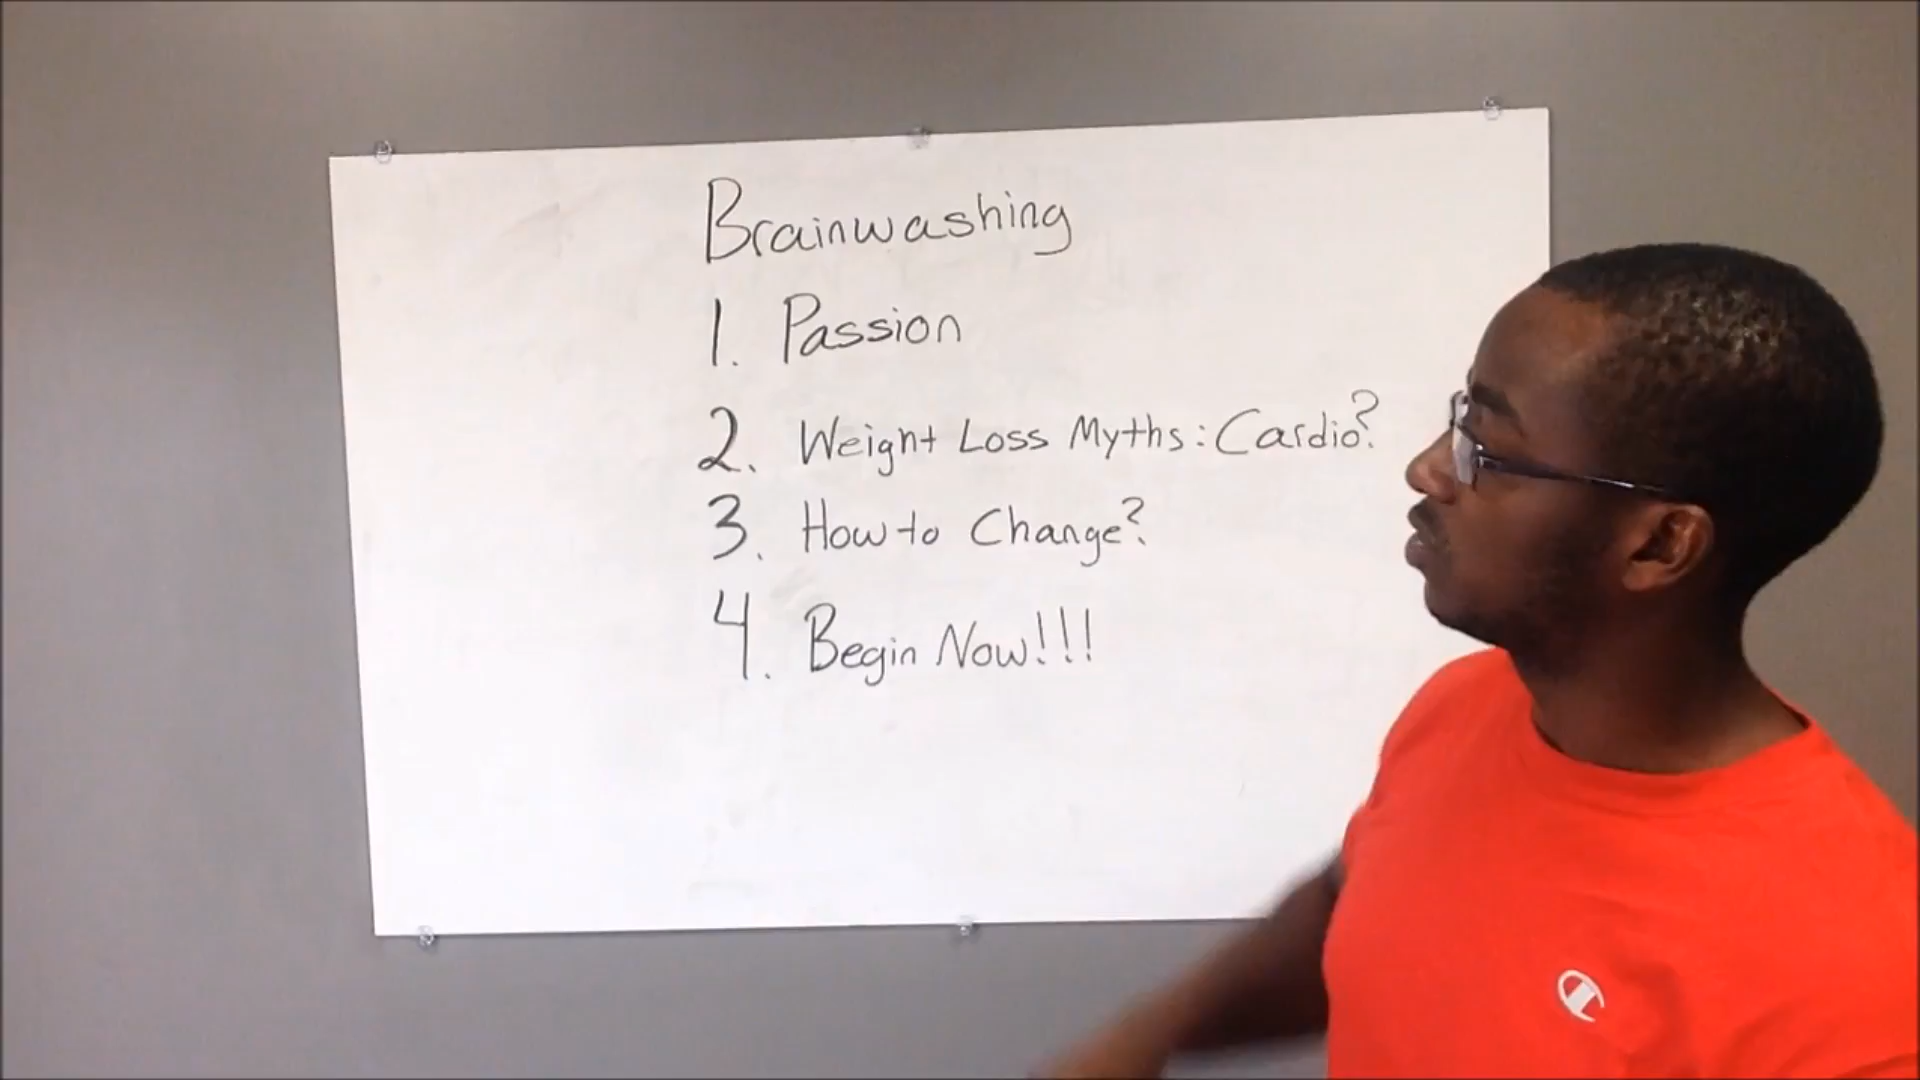 Brainwashing
1. Passion
2. Weight Loss Myths: Cardio?
3. How to Change?
4. Begin Now!!!